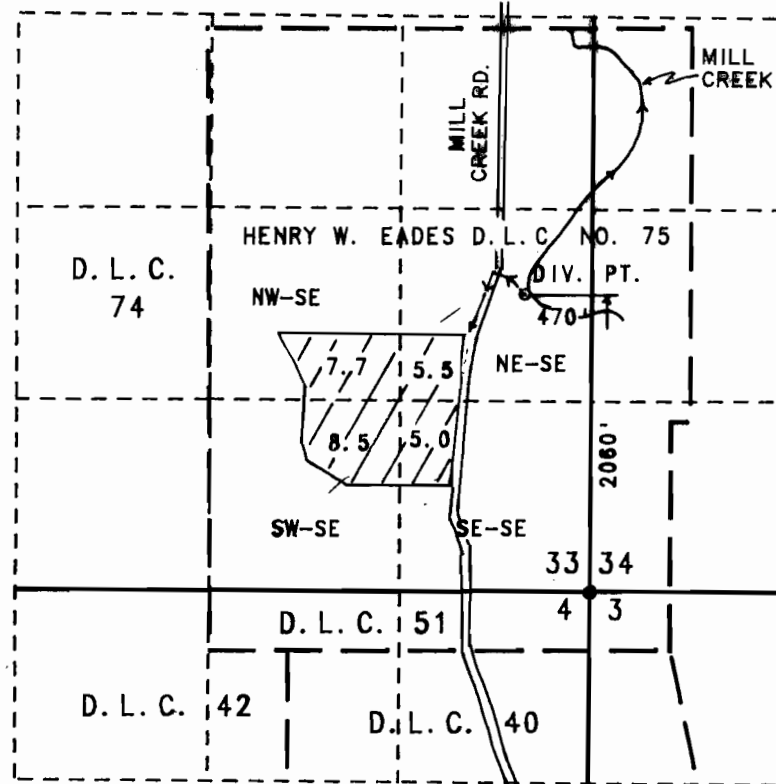 MILL
CREEK
MILL
CREEK RD.
HENRY W. EADES D.L.C. NO. 75
D.L.C.
74
NW-SE
DIV. PT.
470'
NE-SE
7.7
5.5
8.5
5.0
2060'
SW-SE
SE-SE
33 34
4 3
D.L.C. 51
D.L.C. 42
D.L.C. 40